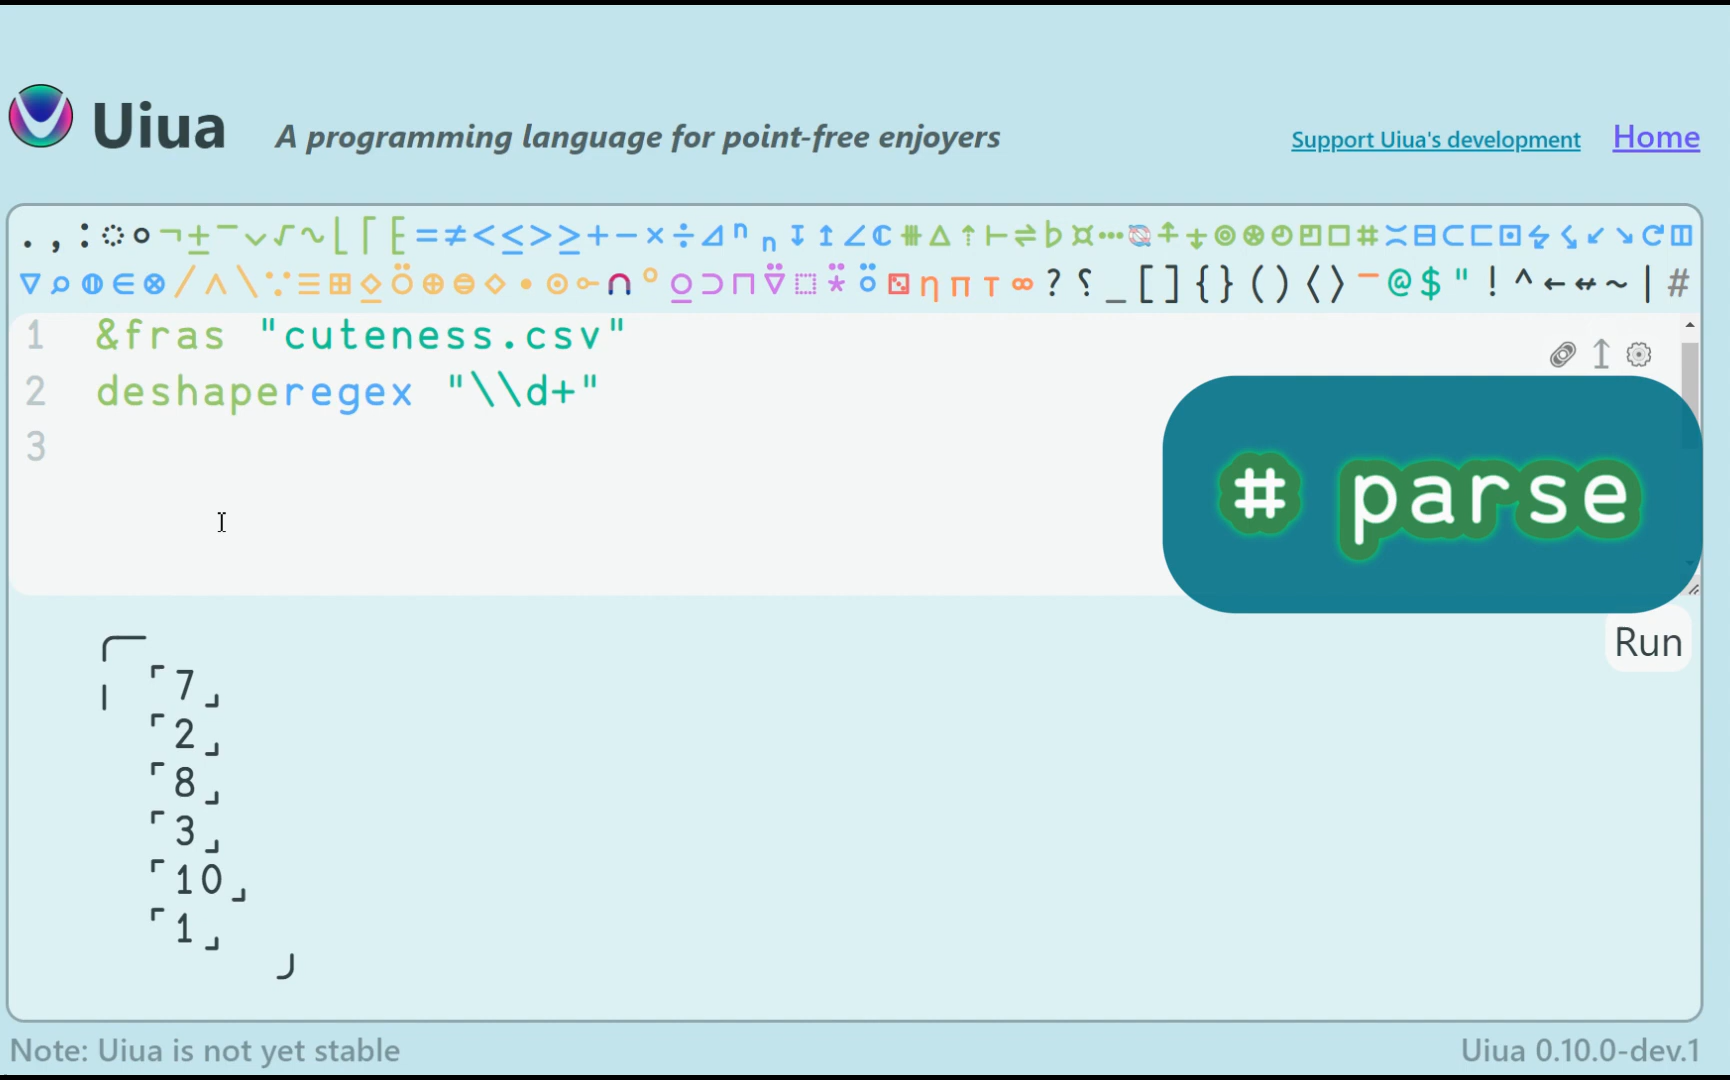 Uiua
A programming language for point-free enjoyers
Support Uiua's development
Home
. , : ◌ ∘ ¬ ± ¯ ⌵ √ ∿ ⌊ ⌈ ⁅ = ≠ < ≤ > ≥ + − × ÷ ◿ ⁿ ₙ ↧ ↥ ∠ ℂ ⧻ △ ⇡ ⊢ ⇌ ♭ ¤ ⋯ ⍉ ⍏ ⍖ ⊚ ⊛ ◴ ◰ □ # ≍ ⊟ ⊂ ⊏ ⊡ ↯ ☇ ↙ ↘ ↻ ◫
▽ ⌕ ⦷ ∊ ⊗ / ∧ \ ∵ ≡ ⊞ ⍚ ⊕ ⊖ ⊙ ∩ ⊃ ⊓ ⍢ ⬚ ⚂ η π τ ∞ ? ⸮ _ [ ] { } ( ) ⟨ ⟩ ¯ @ $ " ! ^ ← ↚ ~ | #
1 &fras "cuteness.csv"
2 deshaperegex "\\d+"
3
# parse
Run
⌜7⌟
⌜2⌟
⌜8⌟
⌜3⌟
⌜10⌟
⌜1⌟
Note: Uiua is not yet stable
Uiua 0.10.0-dev.1